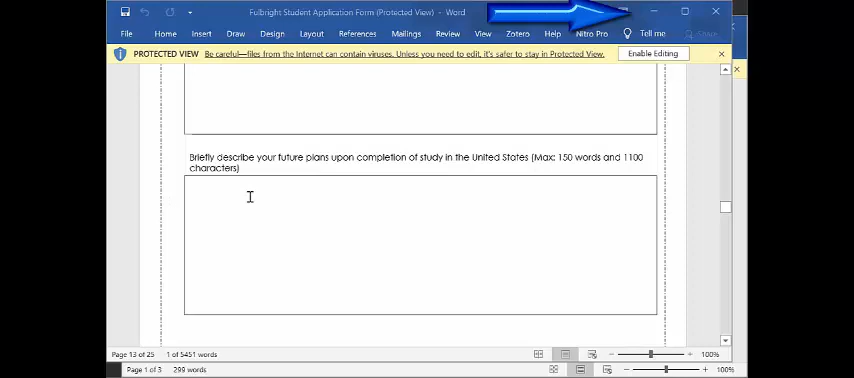 Fulbright Student Application Form (Protected View) - Word
File Home Insert Draw Design Layout References Mailings Review View Zotero Help Nitro Pro Tell me Share
PROTECTED VIEW Be careful—files from the Internet can contain viruses. Unless you need to edit, it's safer to stay in Protected View. Enable Editing
Briefly describe your future plans upon completion of study in the United States (Max: 150 words and 1100
characters)
Page 13 of 25 1 of 5451 words 100%
Page 1 of 3 299 words 100%